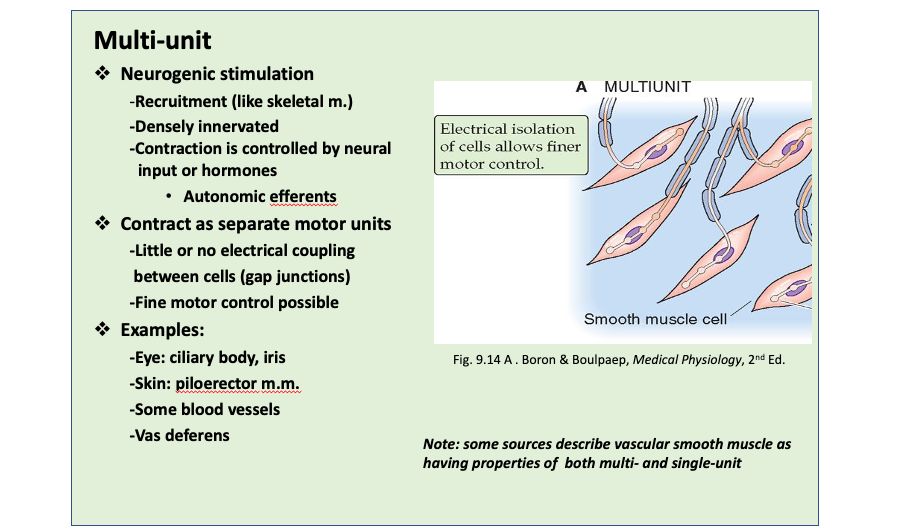 Multi-unit
❖ Neurogenic stimulation
-Recruitment (like skeletal m.)
-Densely innervated
-Contraction is controlled by neural
input or hormones
• Autonomic efferents
❖ Contract as separate motor units
-Little or no electrical coupling
between cells (gap junctions)
-Fine motor control possible
❖ Examples:
-Eye: ciliary body, iris
-Skin: piloerector m.m.
-Some blood vessels
-Vas deferens
A MULTIUNIT
Electrical isolation
of cells allows finer
motor control.
Smooth muscle cell
Fig. 9.14 A . Boron & Boulpaep, Medical Physiology, 2nd Ed.
Note: some sources describe vascular smooth muscle as
having properties of both multi- and single-unit